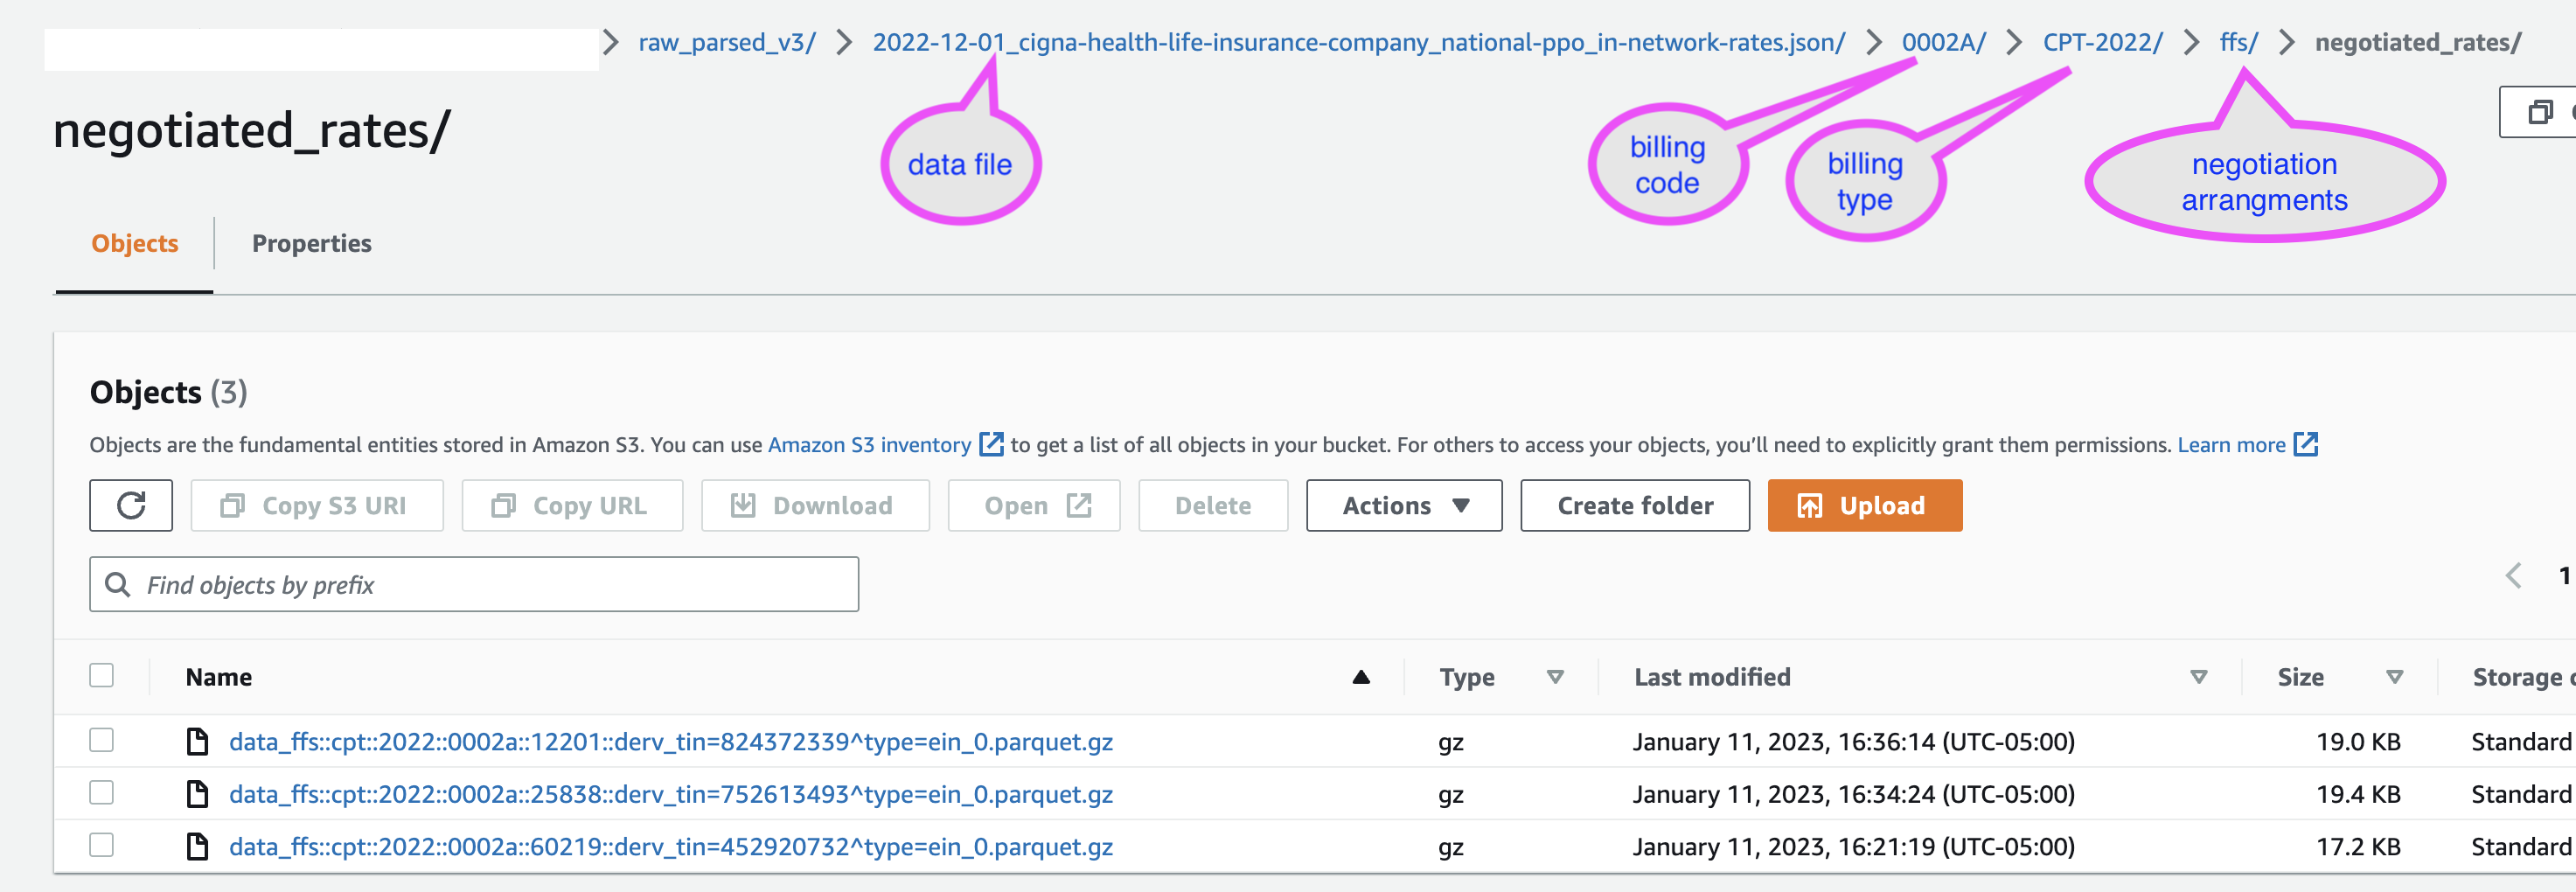 raw_parsed_v3/ 2022-12-01_cigna-health-life-insurance-company_national-ppo_in-network-rates.json/ 0002A/ CPT-2022/ ffs/ negotiated_rates/
negotiated_rates/
data file
billing
code
billing
type
negotiation
arrangments
Objects Properties
Objects (3)
Objects are the fundamental entities stored in Amazon S3. You can use Amazon S3 inventory to get a list of all objects in your bucket. For others to access your objects, you’ll need to explicitly grant them permissions. Learn more
Copy S3 URI Copy URL Download Open Delete Actions Create folder Upload
Find objects by prefix
1
Name Type Last modified Size Storage
data_ffs::cpt::2022::0002a::12201::derv_tin=824372339^type=ein_0.parquet.gz gz January 11, 2023, 16:36:14 (UTC-05:00) 19.0 KB Standard
data_ffs::cpt::2022::0002a::25838::derv_tin=752613493^type=ein_0.parquet.gz gz January 11, 2023, 16:34:24 (UTC-05:00) 19.4 KB Standard
data_ffs::cpt::2022::0002a::60219::derv_tin=452920732^type=ein_0.parquet.gz gz January 11, 2023, 16:21:19 (UTC-05:00) 17.2 KB Standard